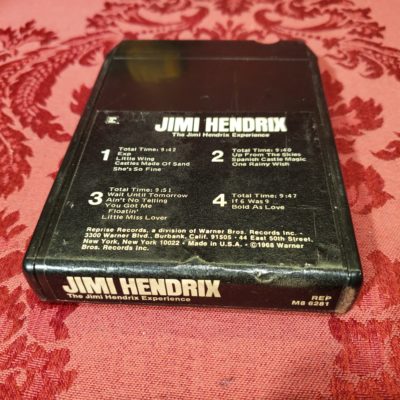 JIMI HENDRIX
The Jimi Hendrix Experience
1
Total Time: 9:42
Exp
Little Wing
Castles Made Of Sand
She's So Fine
2
Total Time: 9:40
Up From The Skies
Spanish Castle Magic
One Rainy Wish
3
Total Time: 9:51
Wait Until Tomorrow
Ain't No Telling
You Got Me
Floatin'
Little Miss Lover
4
Total Time: 9:47
If 6 Was 9
Bold As Love
Reprise Records, a division of Warner Bros. Records Inc. •
3300 Warner Blvd., Burbank, Calif. 91505 • 44 East 50th Street,
New York, New York 10022 • Made in U.S.A. • ©1968 Warner
Bros. Records Inc.
JIMI HENDRIX
The Jimi Hendrix Experience
REP
M8 6281